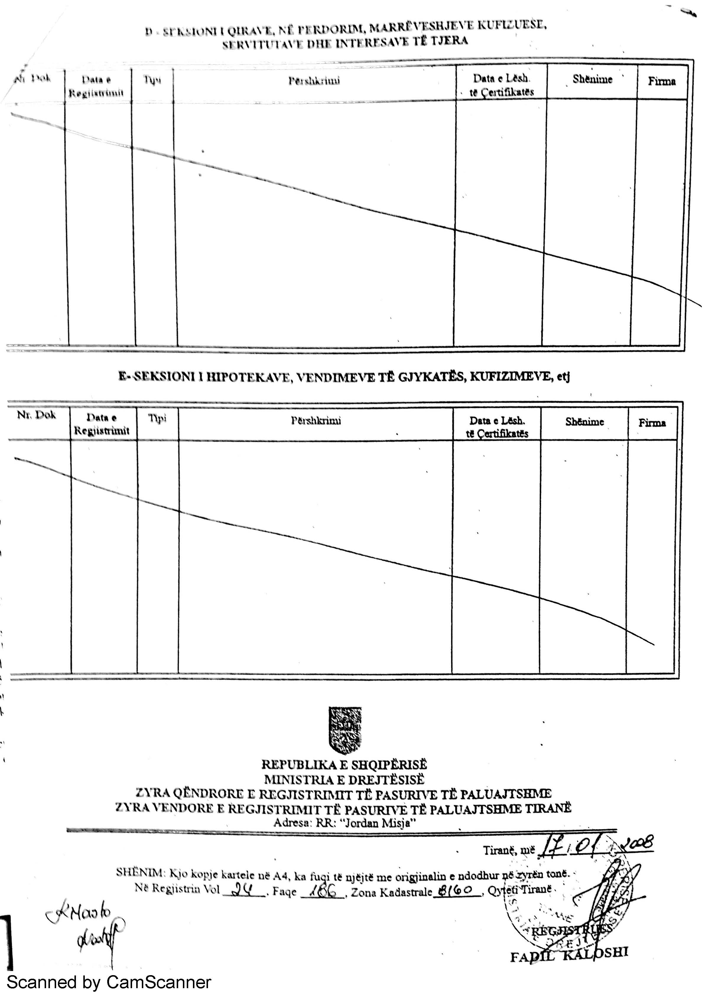 D - SEKSIONI I QIRAVE, NË PERDORIM, MARRËVESHJEVE KUFIZUESE,
SERVITUTAVE DHE INTERESAVE TË TJERA
Nr. Dok Data e Regjistrimit Tipi Përshkrimi Data e Lësh. të Çertifikatës Shënime Firma
E- SEKSIONI I HIPOTEKAVE, VENDIMEVE TË GJYKATËS, KUFIZIMEVE, etj
Nr. Dok Data e Regjistrimit Tipi Përshkrimi Data e Lësh. të Çertifikatës Shënime Firma
REPUBLIKA E SHQIPËRISË
MINISTRIA E DREJTËSISË
ZYRA QËNDRORE E REGJISTRIMIT TË PASURIVE TË PALUAJTSHME
ZYRA VENDORE E REGJISTRIMIT TË PASURIVE TË PALUAJTSHME TIRANË
Adresa: RR: “Jordan Misja”
Tiranë, më 17.01.2008
SHËNIM: Kjo kopje kartele në A4, ka fuqi të njëjtë me origjinalin e ndodhur në zyrën tonë.
Në Regjistrin Vol 24, Faqe 186, Zona Kadastrale 8160, Qyteti Tiranë.
REGJISTRUES
FADIL KALOSHI
Scanned by CamScanner